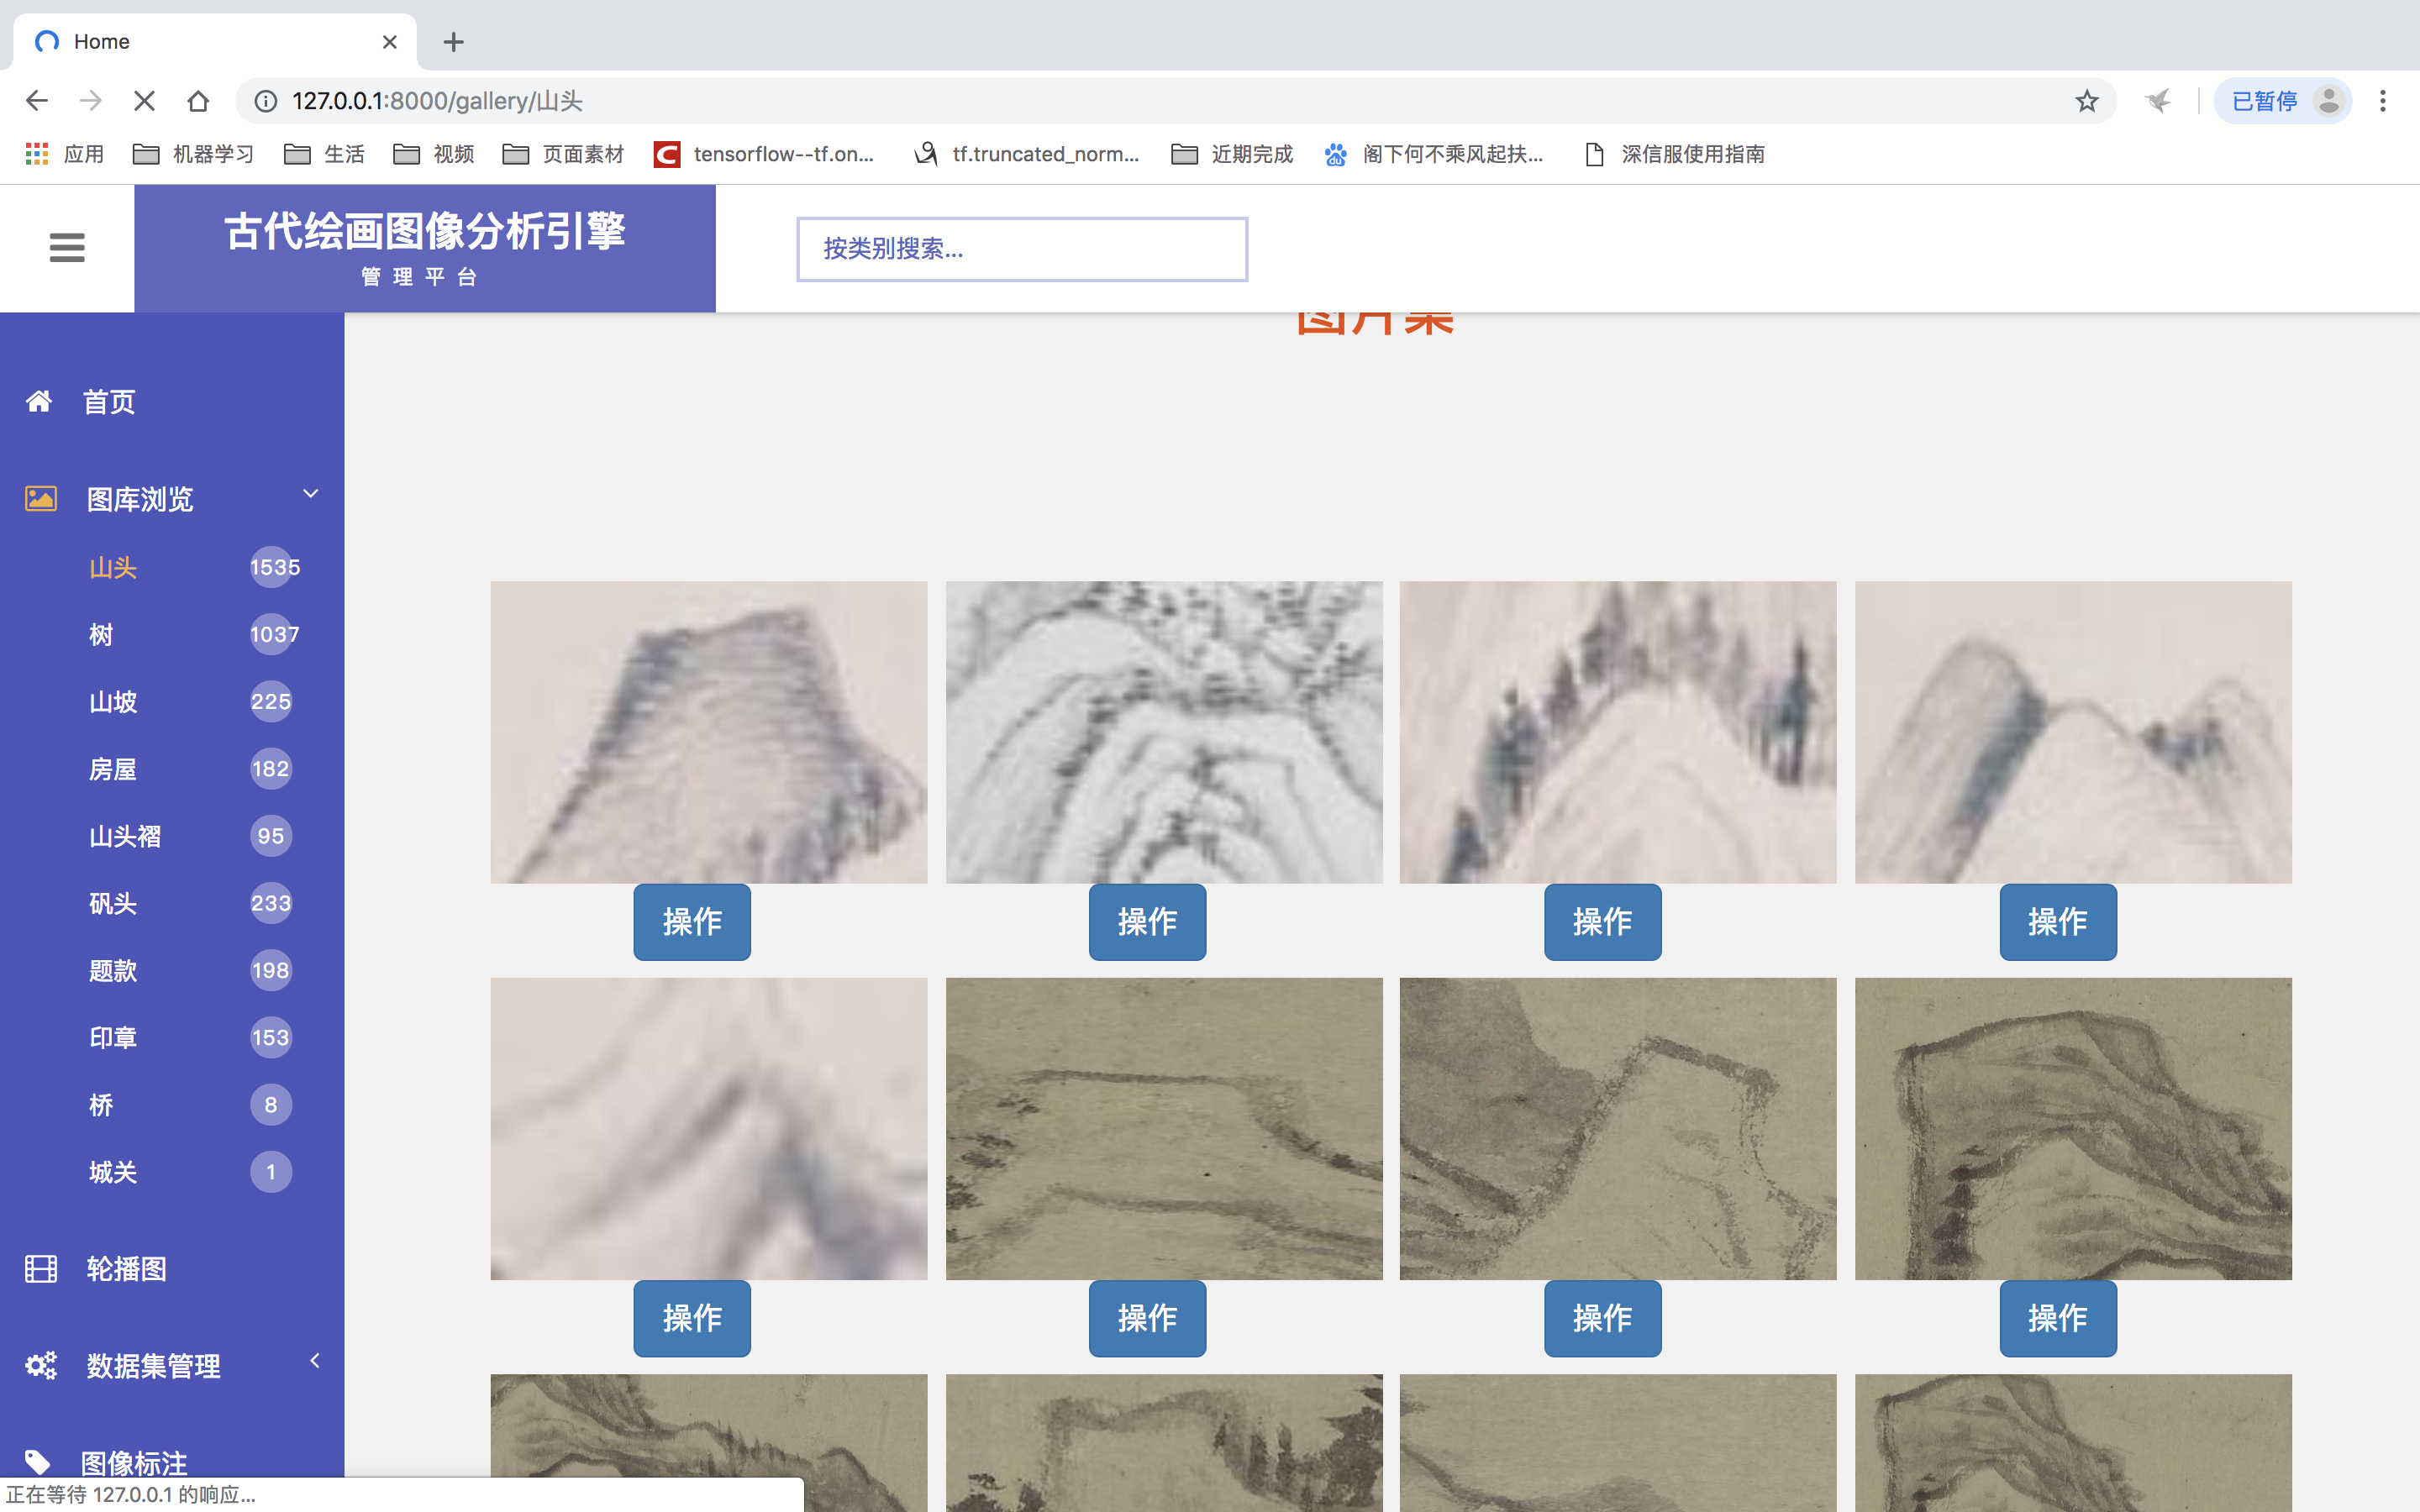 Home
127.0.0.1:8000/gallery/山头
已暂停
应用 机器学习 生活 视频 页面素材 tensorflow--tf.on... tf.truncated_norm... 近期完成 阁下何不乘风起扶... 深信服使用指南
古代绘画图像分析引擎
管理平台
按类别搜索...
图片集
首页
图库浏览
山头 1535
树 1037
山坡 225
房屋 182
山头褶 95
矾头 233
题款 198
印章 153
桥 8
城关 1
轮播图
数据集管理
图像标注
操作 操作 操作 操作
操作 操作 操作 操作
正在等待 127.0.0.1 的响应...